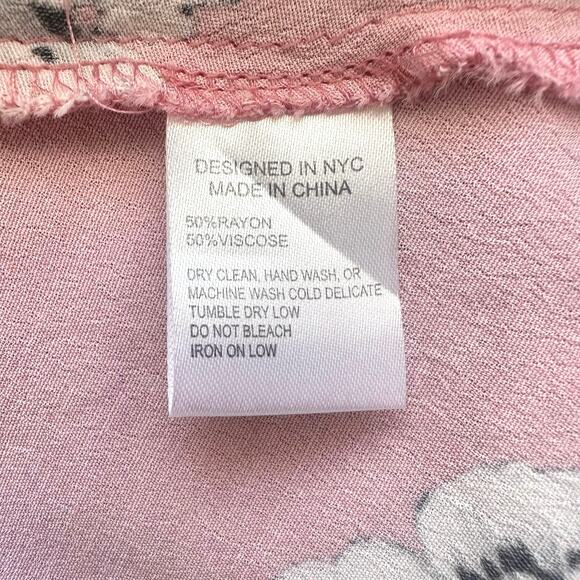 DESIGNED IN NYC
MADE IN CHINA
50%RAYON
50%VISCOSE
DRY CLEAN, HAND WASH, OR
MACHINE WASH COLD DELICATE
TUMBLE DRY LOW
DO NOT BLEACH
IRON ON LOW